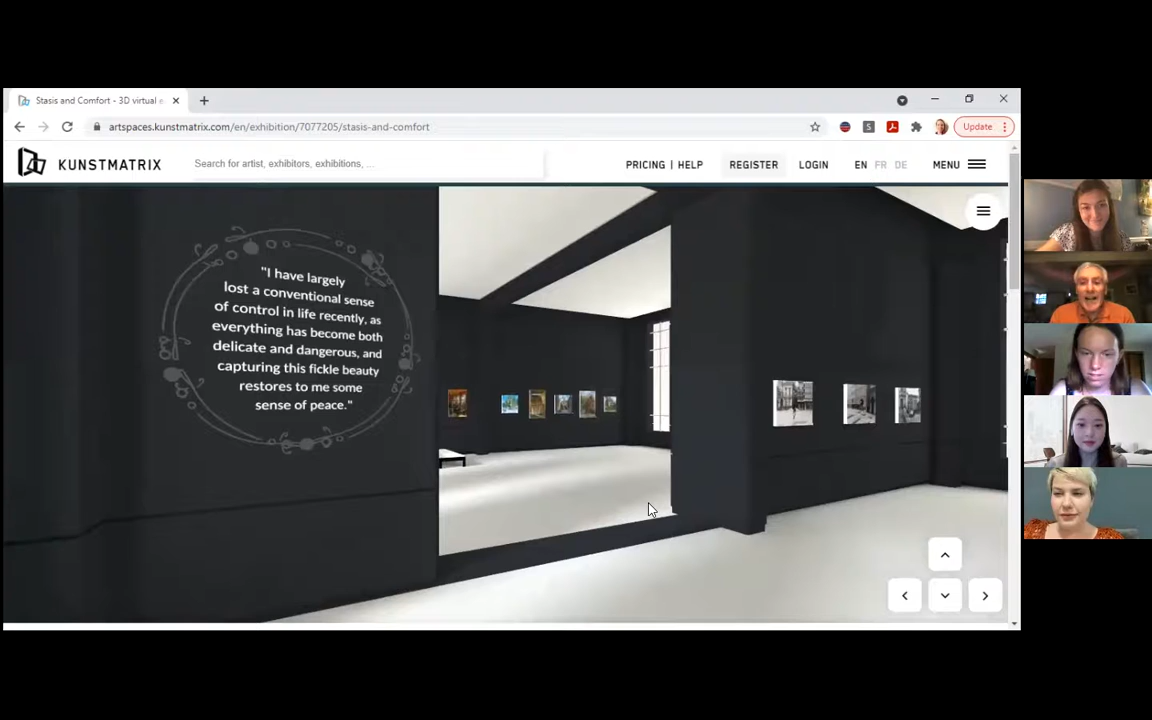 Stasis and Comfort - 3D virtual e
artspaces.kunstmatrix.com/en/exhibition/7077205/stasis-and-comfort
Update
KUNSTMATRIX
Search for artist, exhibitors, exhibitions, ...
PRICING | HELP
REGISTER
LOGIN
EN FR DE
MENU
"I have largely
lost a conventional sense
of control in life recently, as
everything has become both
delicate and dangerous, and
capturing this fickle beauty
restores to me some
sense of peace."